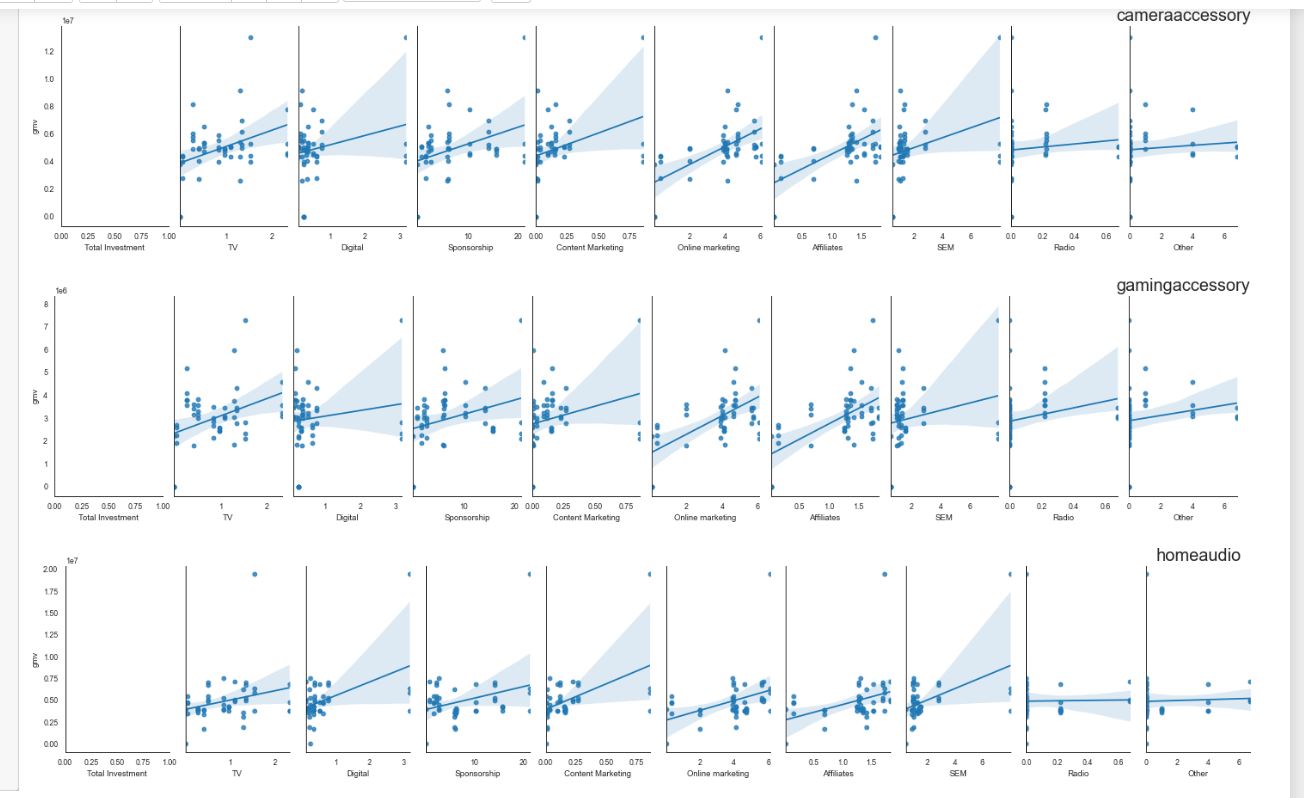 cameraaccessory
1e7
gmv
1.2
1.0
0.8
0.6
0.4
0.2
0.0
0.00 0.25 0.50 0.75 1.00 1 2 1 2 3 10 20 0.00 0.25 0.50 0.75 0 2 4 6 0.5 1.0 1.5 2 4 6 0.0 0.2 0.4 0.6 0 2 4 6
Total Investment TV Digital Sponsorship Content Marketing Online marketing Affiliates SEM Radio Other
gamingaccessory
1e6
gmv
8
7
6
5
4
3
2
1
0
0.00 0.25 0.50 0.75 1.00 1 2 1 2 3 10 20 0.00 0.25 0.50 0.75 2 4 6 0.5 1.0 1.5 2 4 6 0.0 0.2 0.4 0.6 0 2 4 6
Total Investment TV Digital Sponsorship Content Marketing Online marketing Affiliates SEM Radio Other
homeaudio
1e7
gmv
2.00
1.75
1.50
1.25
1.00
0.75
0.50
0.25
0.00
0.00 0.25 0.50 0.75 1.00 1 2 1 2 3 10 20 0.00 0.25 0.50 0.75 0 2 4 6 0.5 1.0 1.5 2 4 6 0.0 0.2 0.4 0.6 0 2 4 6
Total Investment TV Digital Sponsorship Content Marketing Online marketing Affiliates SEM Radio Other